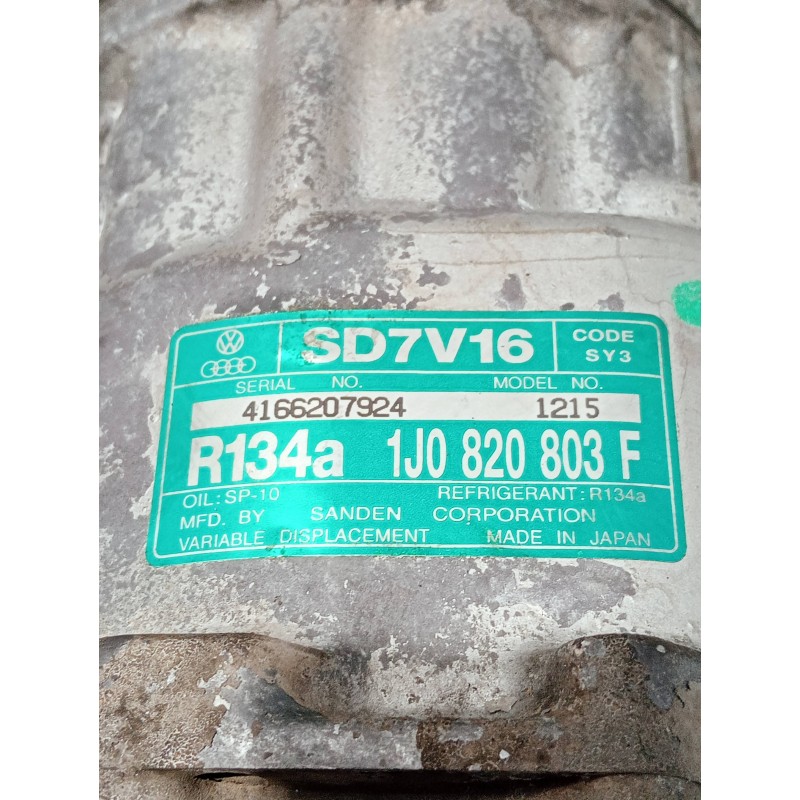 SD7V16
CODE
SY3
SERIAL NO. MODEL NO.
4166207924 1215
R134a 1J0 820 803 F
OIL:SP-10 REFRIGERANT:R134a
MFD. BY SANDEN CORPORATION
VARIABLE DISPLACEMENT MADE IN JAPAN